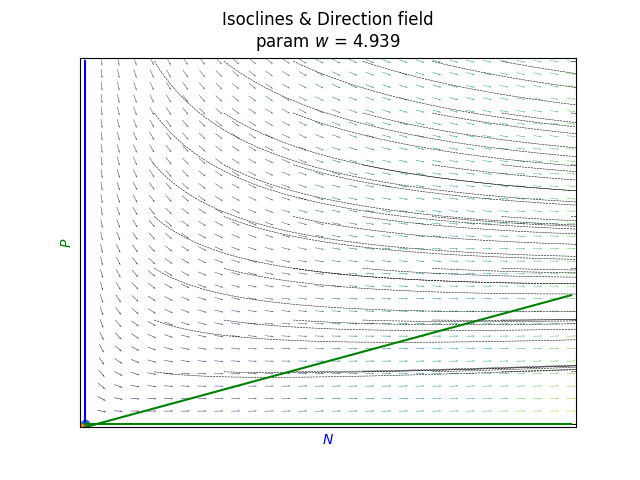 Isoclines & Direction field
param w = 4.939
P
N